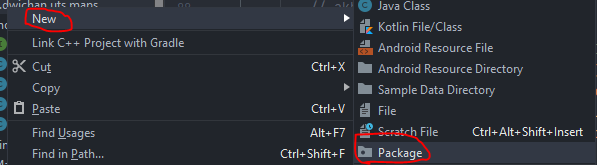 .dwichan.uts.maps
New
Link C++ Project with Gradle
Cut Ctrl+X
Copy
Paste Ctrl+V
Find Usages Alt+F7
Find in Path... Ctrl+Shift+F
Java Class
Kotlin File/Class
Android Resource File
Android Resource Directory
Sample Data Directory
File
Scratch File Ctrl+Alt+Shift+Insert
Package